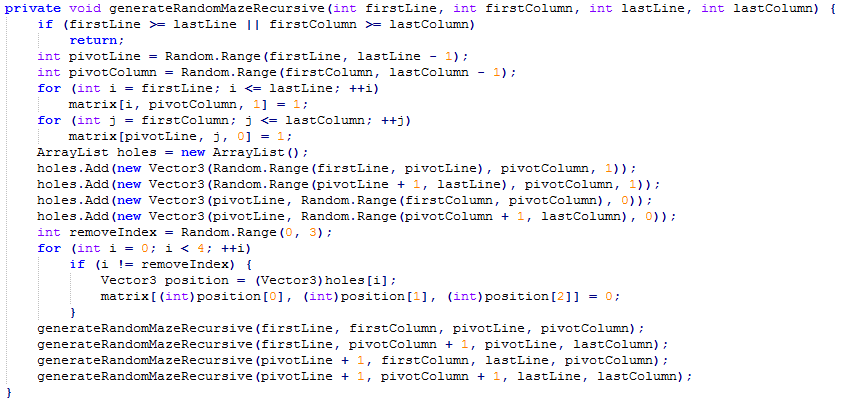 private void generateRandomMazeRecursive(int firstLine, int firstColumn, int lastLine, int lastColumn) {
    if (firstLine >= lastLine || firstColumn >= lastColumn)
        return;
    int pivotLine = Random.Range(firstLine, lastLine - 1);
    int pivotColumn = Random.Range(firstColumn, lastColumn - 1);
    for (int i = firstLine; i <= lastLine; ++i)
        matrix[i, pivotColumn, 1] = 1;
    for (int j = firstColumn; j <= lastColumn; ++j)
        matrix[pivotLine, j, 0] = 1;
    ArrayList holes = new ArrayList();
    holes.Add(new Vector3(Random.Range(firstLine, pivotLine), pivotColumn, 1));
    holes.Add(new Vector3(Random.Range(pivotLine + 1, lastLine), pivotColumn, 1));
    holes.Add(new Vector3(pivotLine, Random.Range(firstColumn, pivotColumn), 0));
    holes.Add(new Vector3(pivotLine, Random.Range(pivotColumn + 1, lastColumn), 0));
    int removeIndex = Random.Range(0, 3);
    for (int i = 0; i < 4; ++i)
        if (i != removeIndex) {
            Vector3 position = (Vector3)holes[i];
            matrix[(int)position[0], (int)position[1], (int)position[2]] = 0;
        }
    generateRandomMazeRecursive(firstLine, firstColumn, pivotLine, pivotColumn);
    generateRandomMazeRecursive(firstLine, pivotColumn + 1, pivotLine, lastColumn);
    generateRandomMazeRecursive(pivotLine + 1, firstColumn, lastLine, pivotColumn);
    generateRandomMazeRecursive(pivotLine + 1, pivotColumn + 1, lastLine, lastColumn);
}